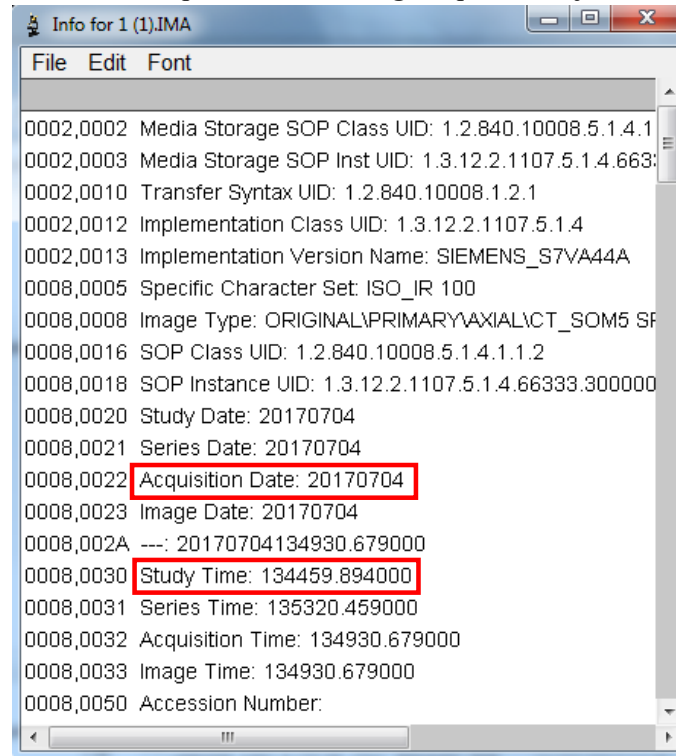 Info for 1 (1).IMA
File Edit Font
0002,0002 Media Storage SOP Class UID: 1.2.840.10008.5.1.4.1
0002,0003 Media Storage SOP Inst UID: 1.3.12.2.1107.5.1.4.663
0002,0010 Transfer Syntax UID: 1.2.840.10008.1.2.1
0002,0012 Implementation Class UID: 1.3.12.2.1107.5.1.4
0002,0013 Implementation Version Name: SIEMENS_S7VA44A
0008,0005 Specific Character Set: ISO_IR 100
0008,0008 Image Type: ORIGINAL\PRIMARY\AXIAL\CT_SOM5
0008,0016 SOP Class UID: 1.2.840.10008.5.1.4.1.1.2
0008,0018 SOP Instance UID: 1.3.12.2.1107.5.1.4.66333.300000
0008,0020 Study Date: 20170704
0008,0021 Series Date: 20170704
0008,0022 Acquisition Date: 20170704
0008,0023 Image Date: 20170704
0008,002A ---: 20170704134930.679000
0008,0030 Study Time: 134459.894000
0008,0031 Series Time: 135320.459000
0008,0032 Acquisition Time: 134930.679000
0008,0033 Image Time: 134930.679000
0008,0050 Accession Number: